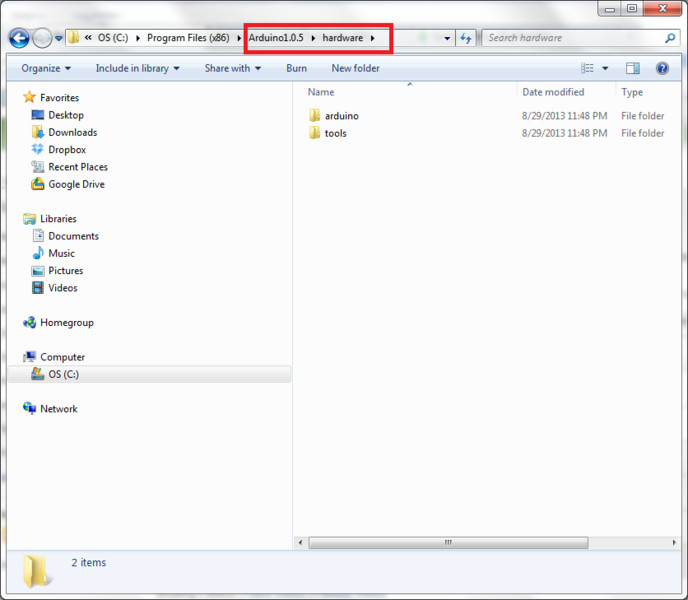 « OS (C:) ▸ Program Files (x86) ▸ Arduino1.0.5 ▸ hardware ▸
Search hardware
Organize Include in library Share with Burn New folder
Favorites
Desktop
Downloads
Dropbox
Recent Places
Google Drive
Libraries
Documents
Music
Pictures
Videos
Homegroup
Computer
OS (C:)
Network
Name Date modified Type
arduino 8/29/2013 11:48 PM File folder
tools 8/29/2013 11:48 PM File folder
2 items